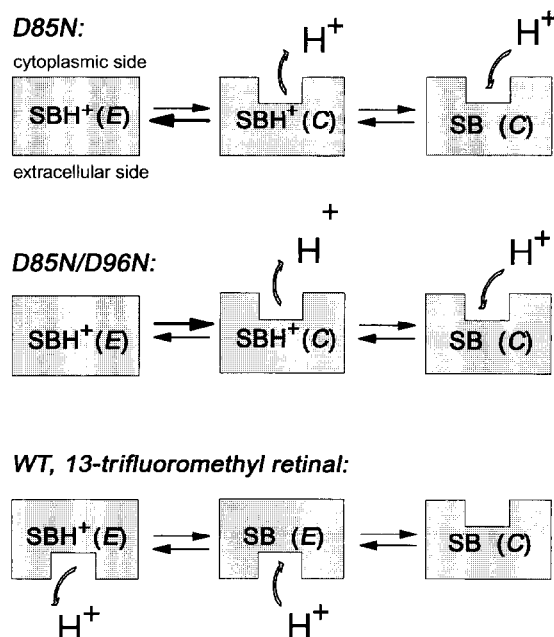 D85N:
cytoplasmic side
H+ H+
SBH+(E) SBH+(C) SB (C)
extracellular side
D85N/D96N:
H+ H+
SBH+(E) SBH+(C) SB (C)
WT, 13-trifluoromethyl retinal:
SBH+(E) SB (E) SB (C)
H+ H+